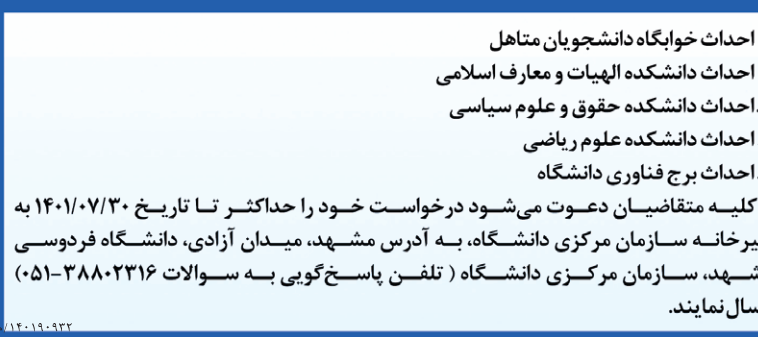 احداث خوابگاه دانشجویان متاهل
احداث دانشکده الهیات و معارف اسلامی
احداث دانشکده حقوق و علوم سیاسی
احداث دانشکده علوم ریاضی
احداث برج فناوری دانشگاه
کلیه متقاضیان دعوت می‌شود درخواست خود را حداکثر تا تاریخ ۱۴۰۱/۰۷/۳۰ به
یرخانه سازمان مرکزی دانشگاه، به آدرس مشهد، میدان آزادی، دانشگاه فردوسی
شهد، سازمان مرکزی دانشگاه ( تلفن پاسخ‌گویی به سوالات ۳۸۸۰۲۳۱۶-۰۵۱)
سال نمایند.
/۱۴۰۱۹۰۹۳۲